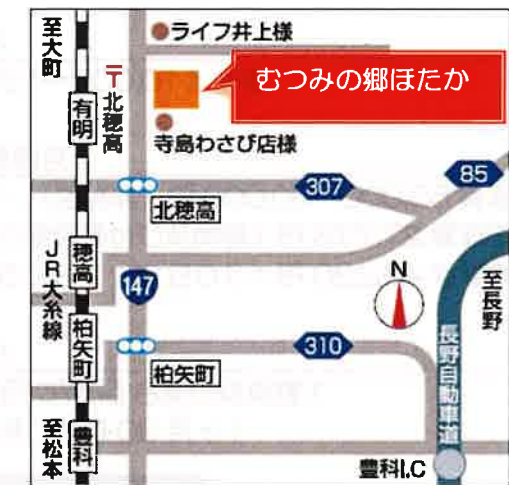 至大町
ライフ井上様
むつみの郷ほたか
〒北穂高
有明
寺島わさび店様
307
85
北穂高
JR大糸線
穂高
147
N
至長野
柏矢町
310
長野自動車道
柏矢町
至松本
豊科
豊科I.C